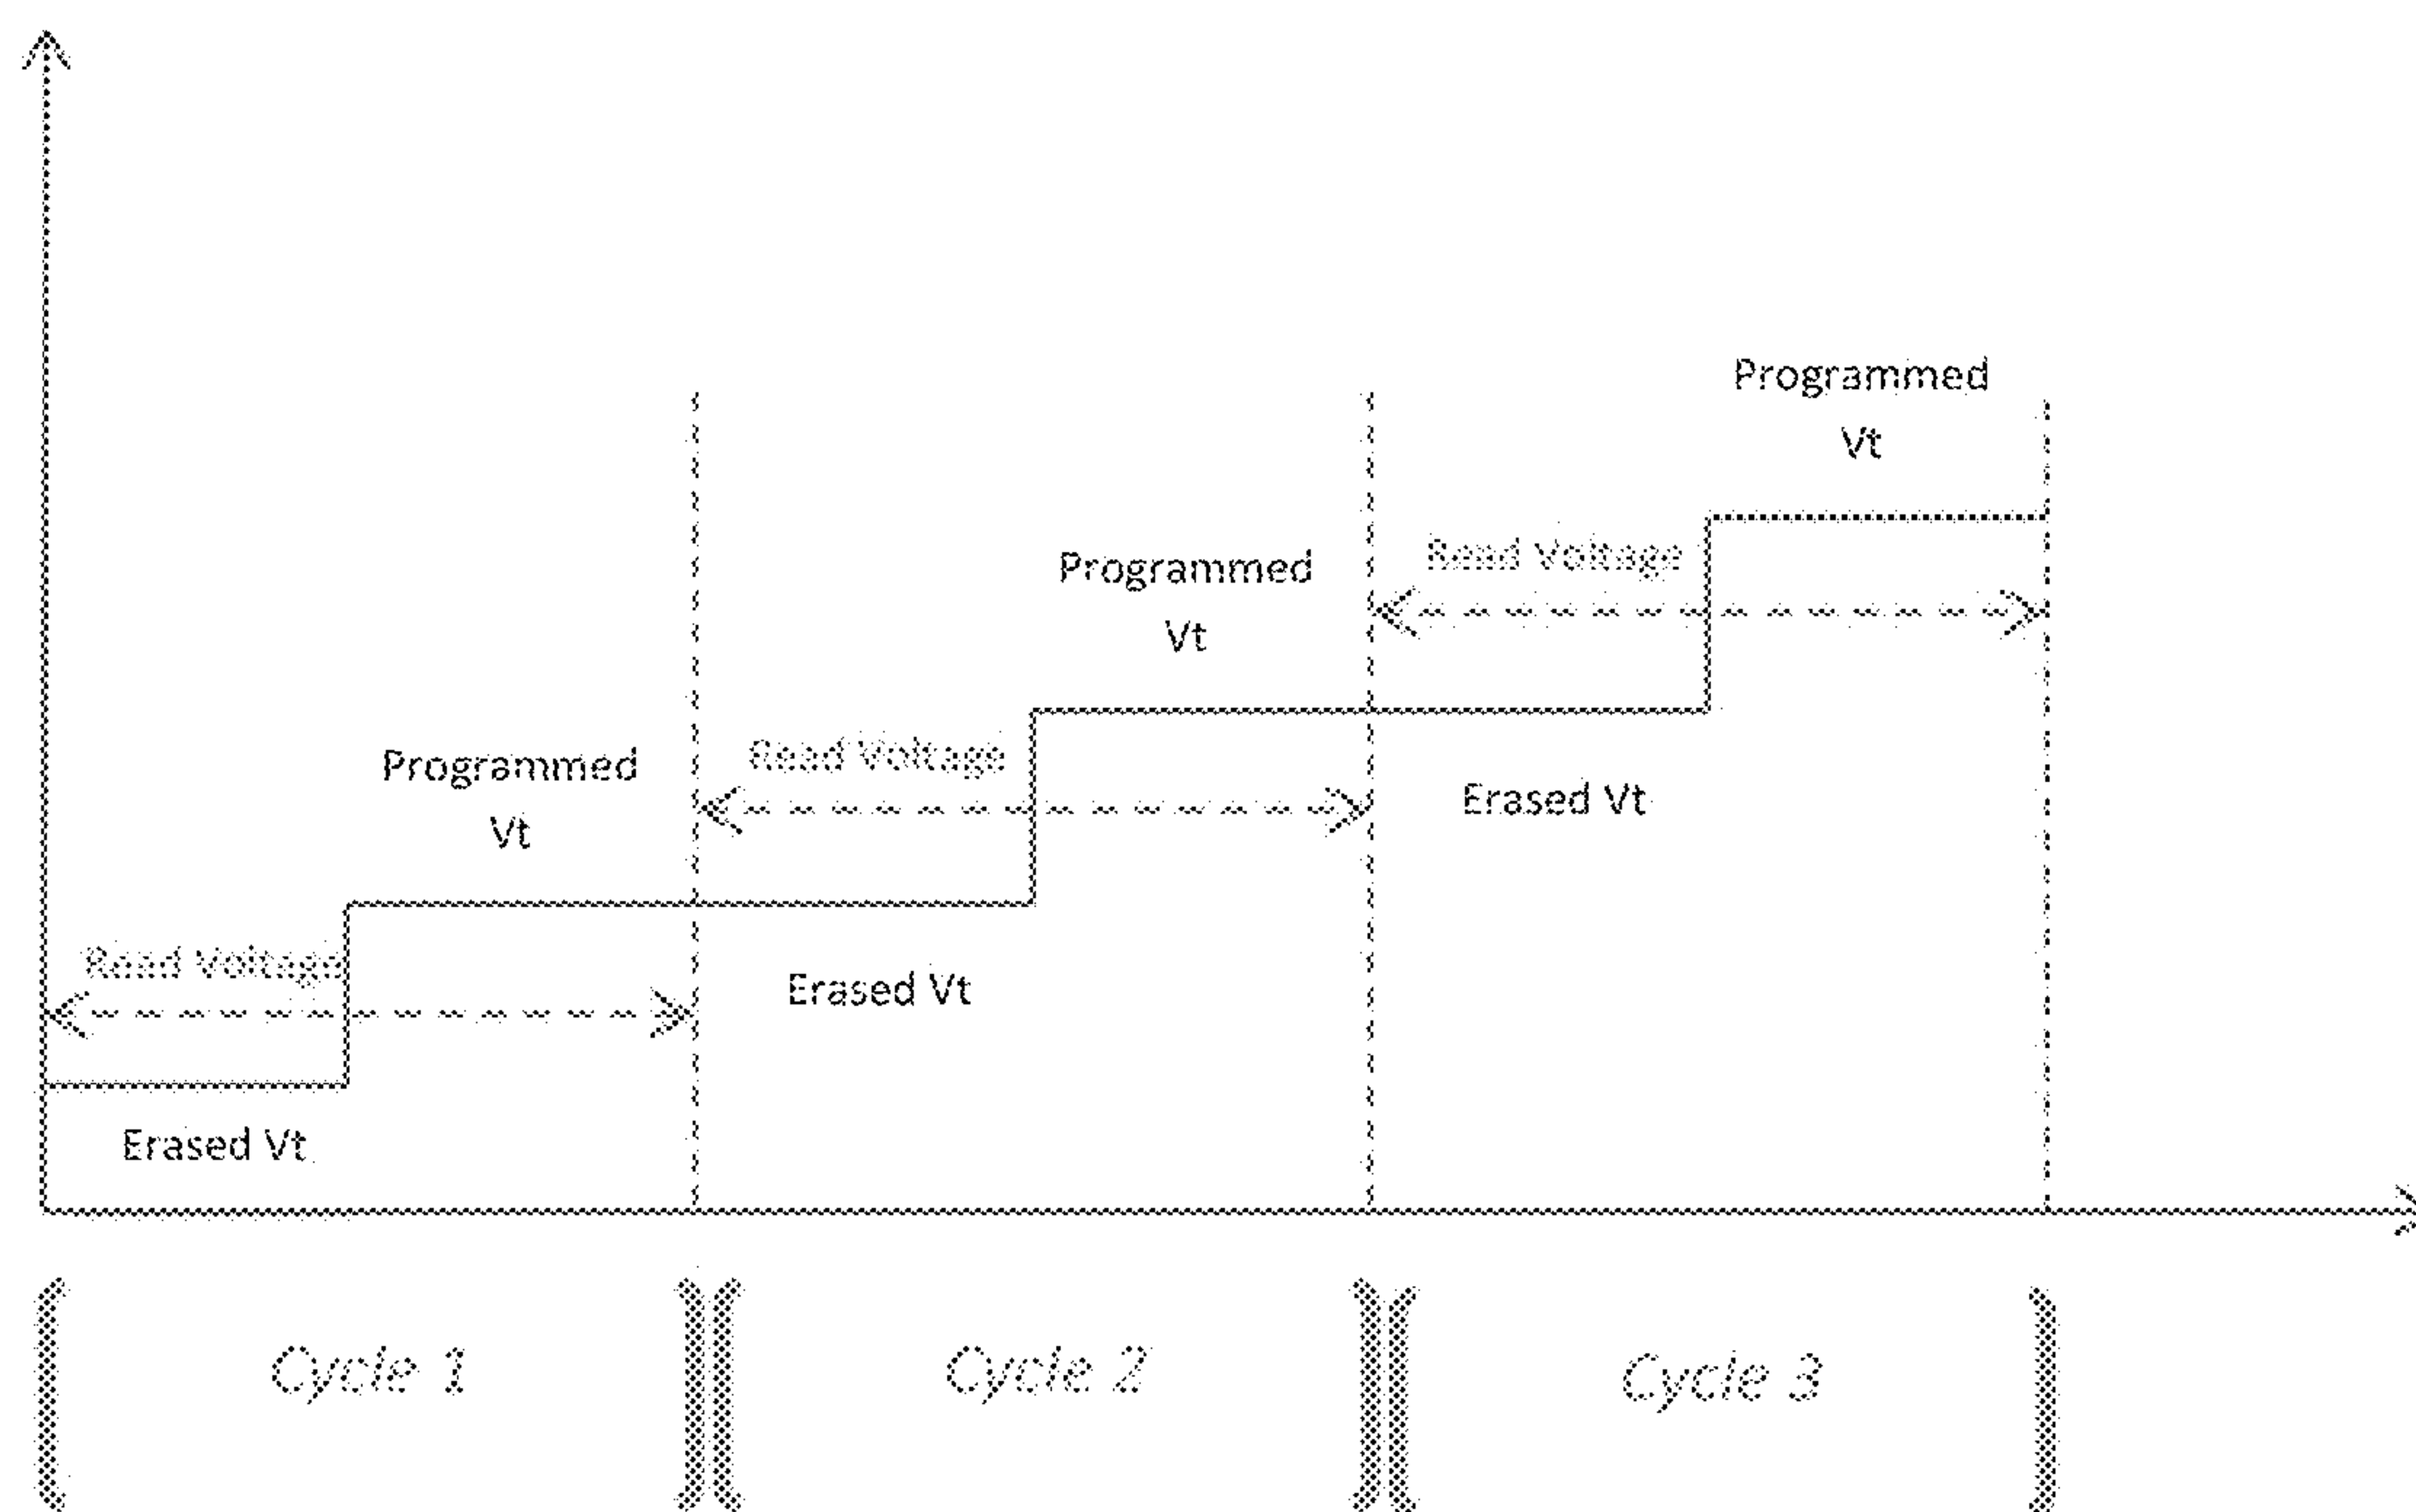 Programmed
Vt
Read Voltage
Programmed
Vt
Read Voltage
Erased Vt
Programmed
Vt
Read Voltage
Erased Vt
Erased Vt
Cycle 1
Cycle 2
Cycle 3